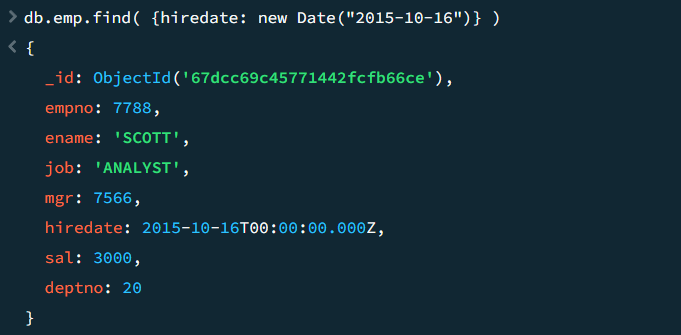 > db.emp.find( {hiredate: new Date("2015-10-16")} )
< {
_id: ObjectId('67dcc69c45771442fcfb66ce'),
empno: 7788,
ename: 'SCOTT',
job: 'ANALYST',
mgr: 7566,
hiredate: 2015-10-16T00:00:00.000Z,
sal: 3000,
deptno: 20
}